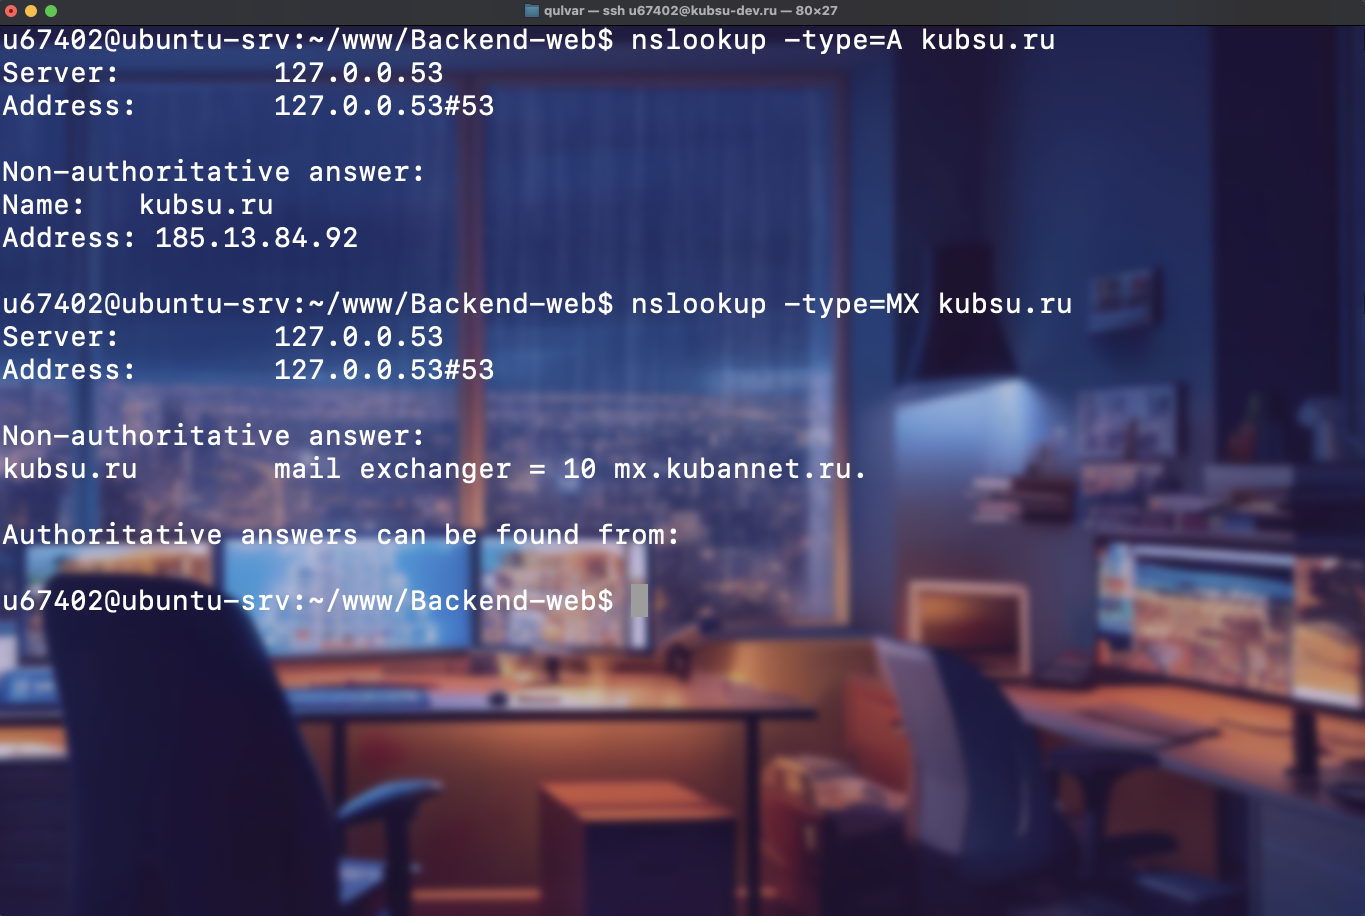 qulvar — ssh u67402@kubsu-dev.ru — 80×27
u67402@ubuntu-srv:~/www/Backend-web$ nslookup -type=A kubsu.ru
Server:		127.0.0.53
Address:	127.0.0.53#53
Non-authoritative answer:
Name:	kubsu.ru
Address: 185.13.84.92
u67402@ubuntu-srv:~/www/Backend-web$ nslookup -type=MX kubsu.ru
Server:		127.0.0.53
Address:	127.0.0.53#53
Non-authoritative answer:
kubsu.ru	mail exchanger = 10 mx.kubannet.ru.
Authoritative answers can be found from:
u67402@ubuntu-srv:~/www/Backend-web$